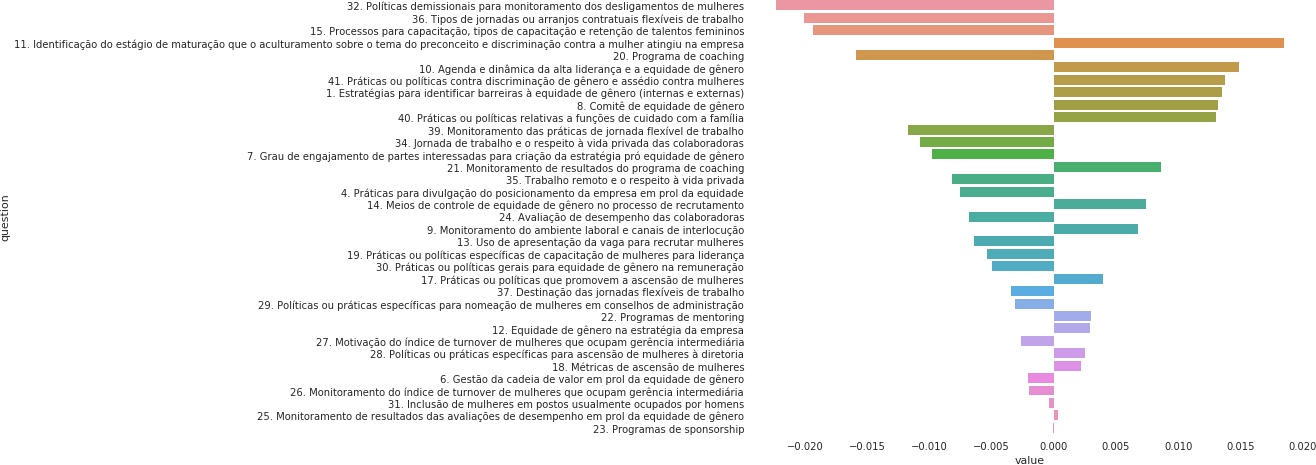 32. Políticas demissionais para monitoramento dos desligamentos de mulheres
36. Tipos de jornadas ou arranjos contratuais flexíveis de trabalho
15. Processos para capacitação, tipos de capacitação e retenção de talentos femininos
11. Identificação do estágio de maturação que o aculturamento sobre o tema do preconceito e discriminação contra a mulher atingiu na empresa
20. Programa de coaching
10. Agenda e dinâmica da alta liderança e a equidade de gênero
41. Práticas ou políticas contra discriminação de gênero e assédio contra mulheres
1. Estratégias para identificar barreiras à equidade de gênero (internas e externas)
8. Comitê de equidade de gênero
40. Práticas ou políticas relativas a funções de cuidado com a família
39. Monitoramento das práticas de jornada flexível de trabalho
34. Jornada de trabalho e o respeito à vida privada das colaboradoras
7. Grau de engajamento de partes interessadas para criação da estratégia pró equidade de gênero
21. Monitoramento de resultados do programa de coaching
35. Trabalho remoto e o respeito à vida privada
4. Práticas para divulgação do posicionamento da empresa em prol da equidade
14. Meios de controle de equidade de gênero no processo de recrutamento
24. Avaliação de desempenho das colaboradoras
9. Monitoramento do ambiente laboral e canais de interlocução
13. Uso de apresentação da vaga para recrutar mulheres
19. Práticas ou políticas específicas de capacitação de mulheres para liderança
30. Práticas ou políticas gerais para equidade de gênero na remuneração
17. Práticas ou políticas que promovem a ascensão de mulheres
37. Destinação das jornadas flexíveis de trabalho
29. Políticas ou práticas específicas para nomeação de mulheres em conselhos de administração
22. Programas de mentoring
12. Equidade de gênero na estratégia da empresa
27. Motivação do índice de turnover de mulheres que ocupam gerência intermediária
28. Políticas ou práticas específicas para ascensão de mulheres à diretoria
18. Métricas de ascensão de mulheres
6. Gestão da cadeia de valor em prol da equidade de gênero
26. Monitoramento do índice de turnover de mulheres que ocupam gerência intermediária
31. Inclusão de mulheres em postos usualmente ocupados por homens
25. Monitoramento de resultados das avaliações de desempenho em prol da equidade de gênero
23. Programas de sponsorship
question
−0.020 −0.015 −0.010 −0.005 0.000 0.005 0.010 0.015 0.020
value